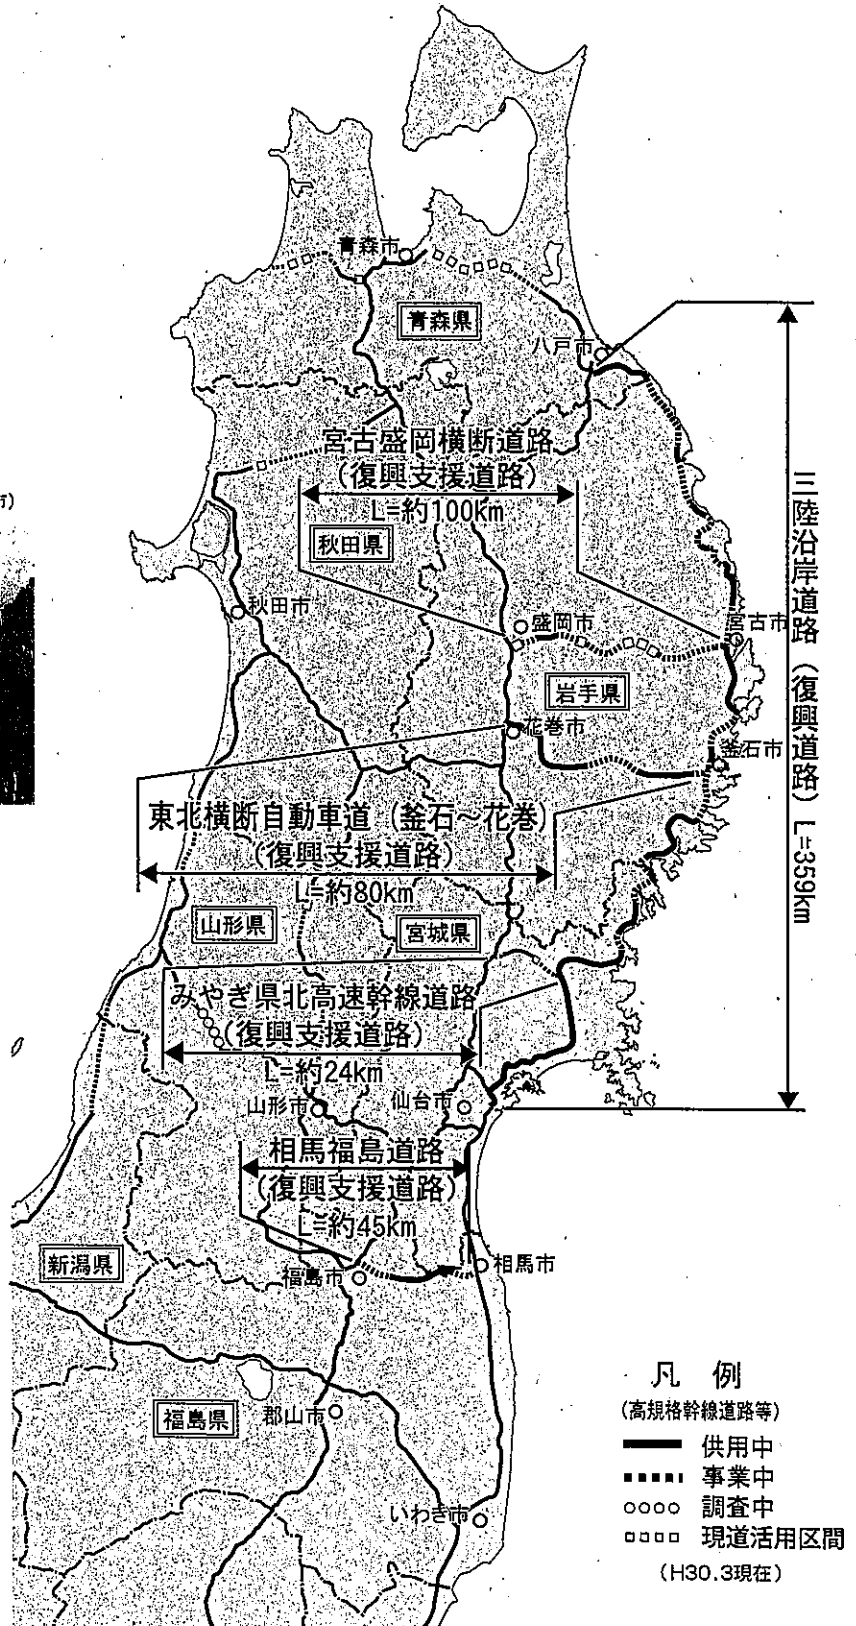 青森市
青森県
八戸市
宮古盛岡横断道路
(復興支援道路)
L=約100km
市)
秋田県
秋田市
盛岡市
宮古市
岩手県
花巻市
釜石市
三陸沿岸道路(復興道路) L=359km
東北横断自動車道(釜石~花巻)
(復興支援道路)
L=約80km
山形県
宮城県
みやぎ県北高速幹線道路
(復興支援道路)
L=約24km
山形市
仙台市
相馬福島道路
(復興支援道路)
L=約45km
新潟県
福島市
相馬市
福島県
郡山市
いわき市
凡 例
(高規格幹線道路等)
供用中
事業中
調査中
現道活用区間
(H30.3現在)